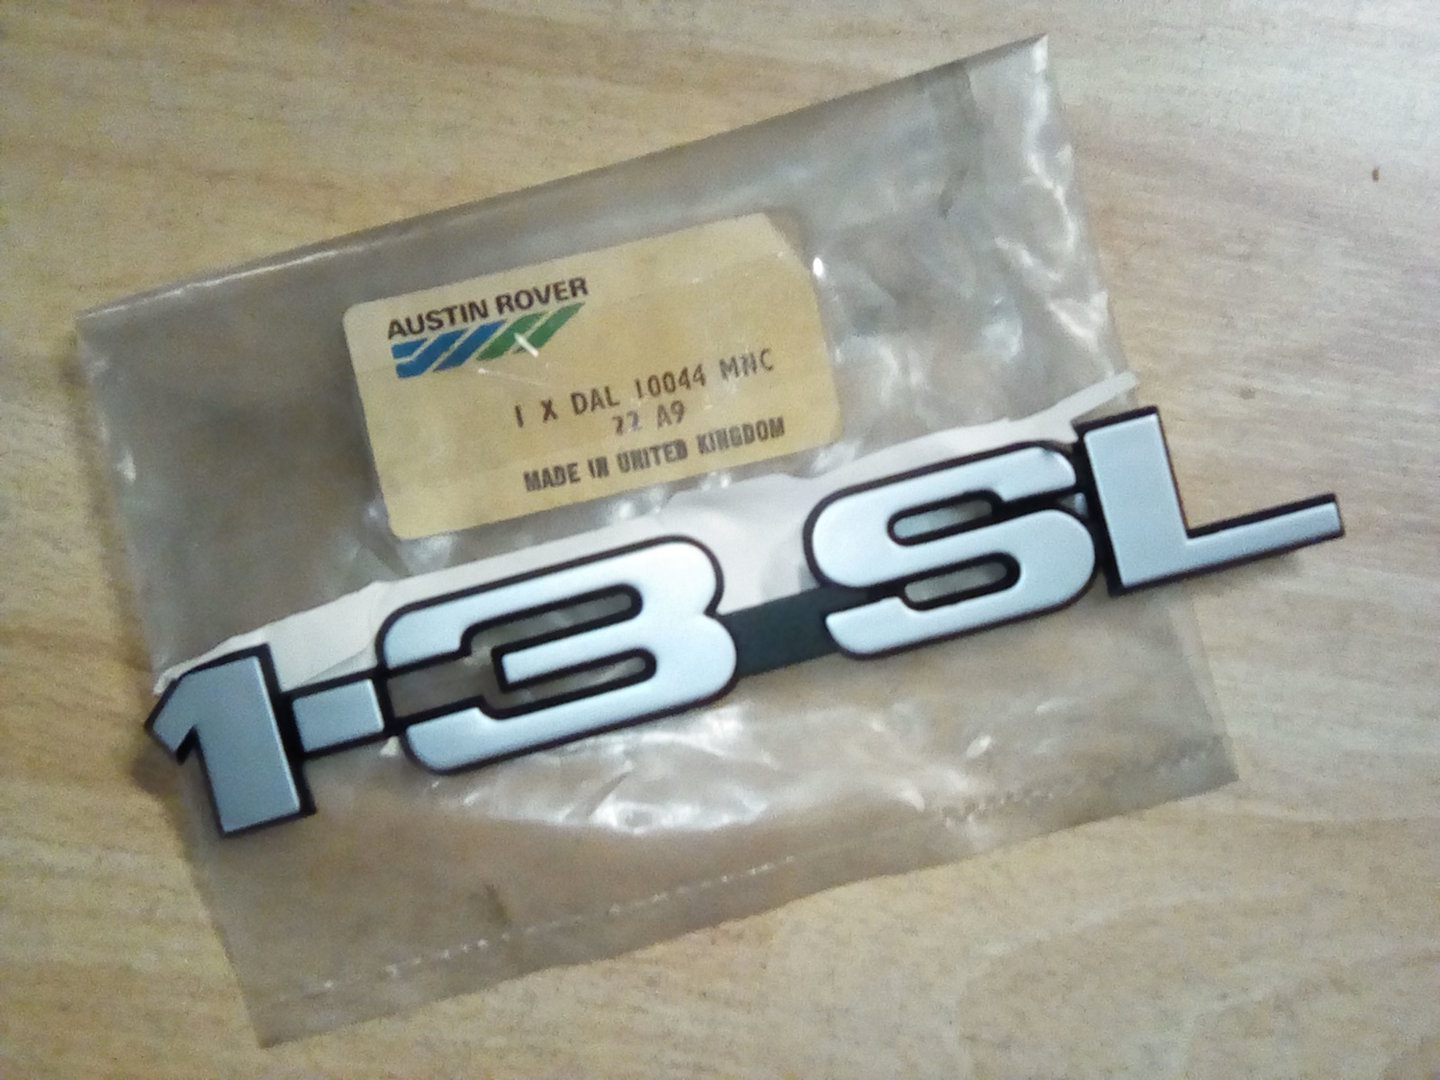 AUSTIN ROVER
1 X DAL 10044 MNC
22 A9
MADE IN UNITED KINGDOM
1·3 SL